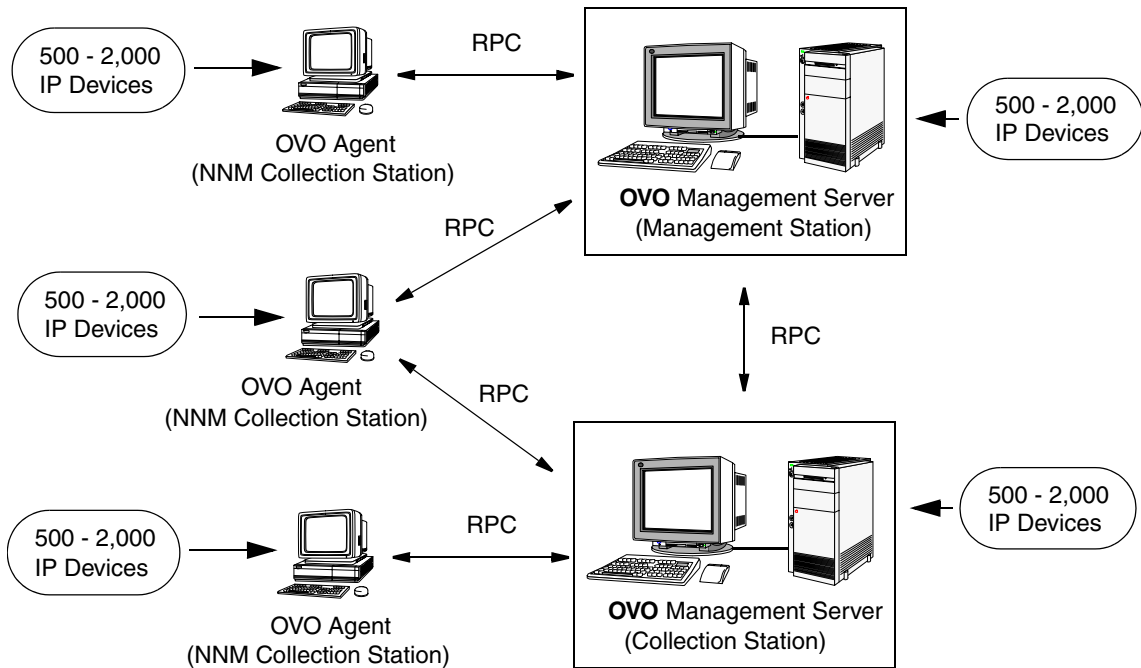 500 - 2,000
IP Devices
RPC
OVO Agent
(NNM Collection Station)
OVO Management Server
(Management Station)
500 - 2,000
IP Devices
RPC
500 - 2,000
IP Devices
OVO Agent
(NNM Collection Station)
RPC
RPC
500 - 2,000
IP Devices
RPC
OVO Agent
(NNM Collection Station)
OVO Management Server
(Collection Station)
500 - 2,000
IP Devices